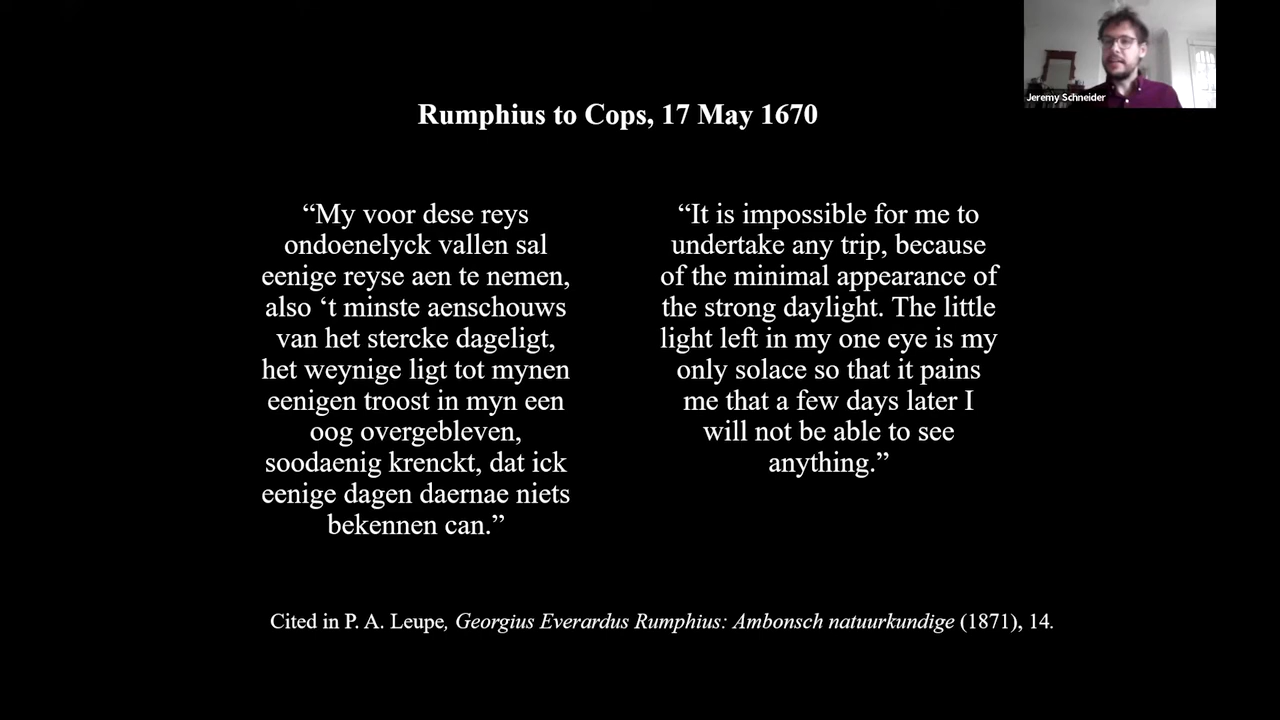 Jeremy Schneider
Rumphius to Cops, 17 May 1670
“My voor dese reys
ondoenelyck vallen sal
eenige reyse aen te nemen,
also ‘t minste aenschouws
van het stercke dageligt,
het weynige ligt tot mynen
eenigen troost in myn een
oog overgebleven,
soodaenig krenckt, dat ick
eenige dagen daernae niets
bekennen can.”
“It is impossible for me to
undertake any trip, because
of the minimal appearance of
the strong daylight. The little
light left in my one eye is my
only solace so that it pains
me that a few days later I
will not be able to see
anything.”
Cited in P. A. Leupe, Georgius Everardus Rumphius: Ambonsch natuurkundige (1871), 14.